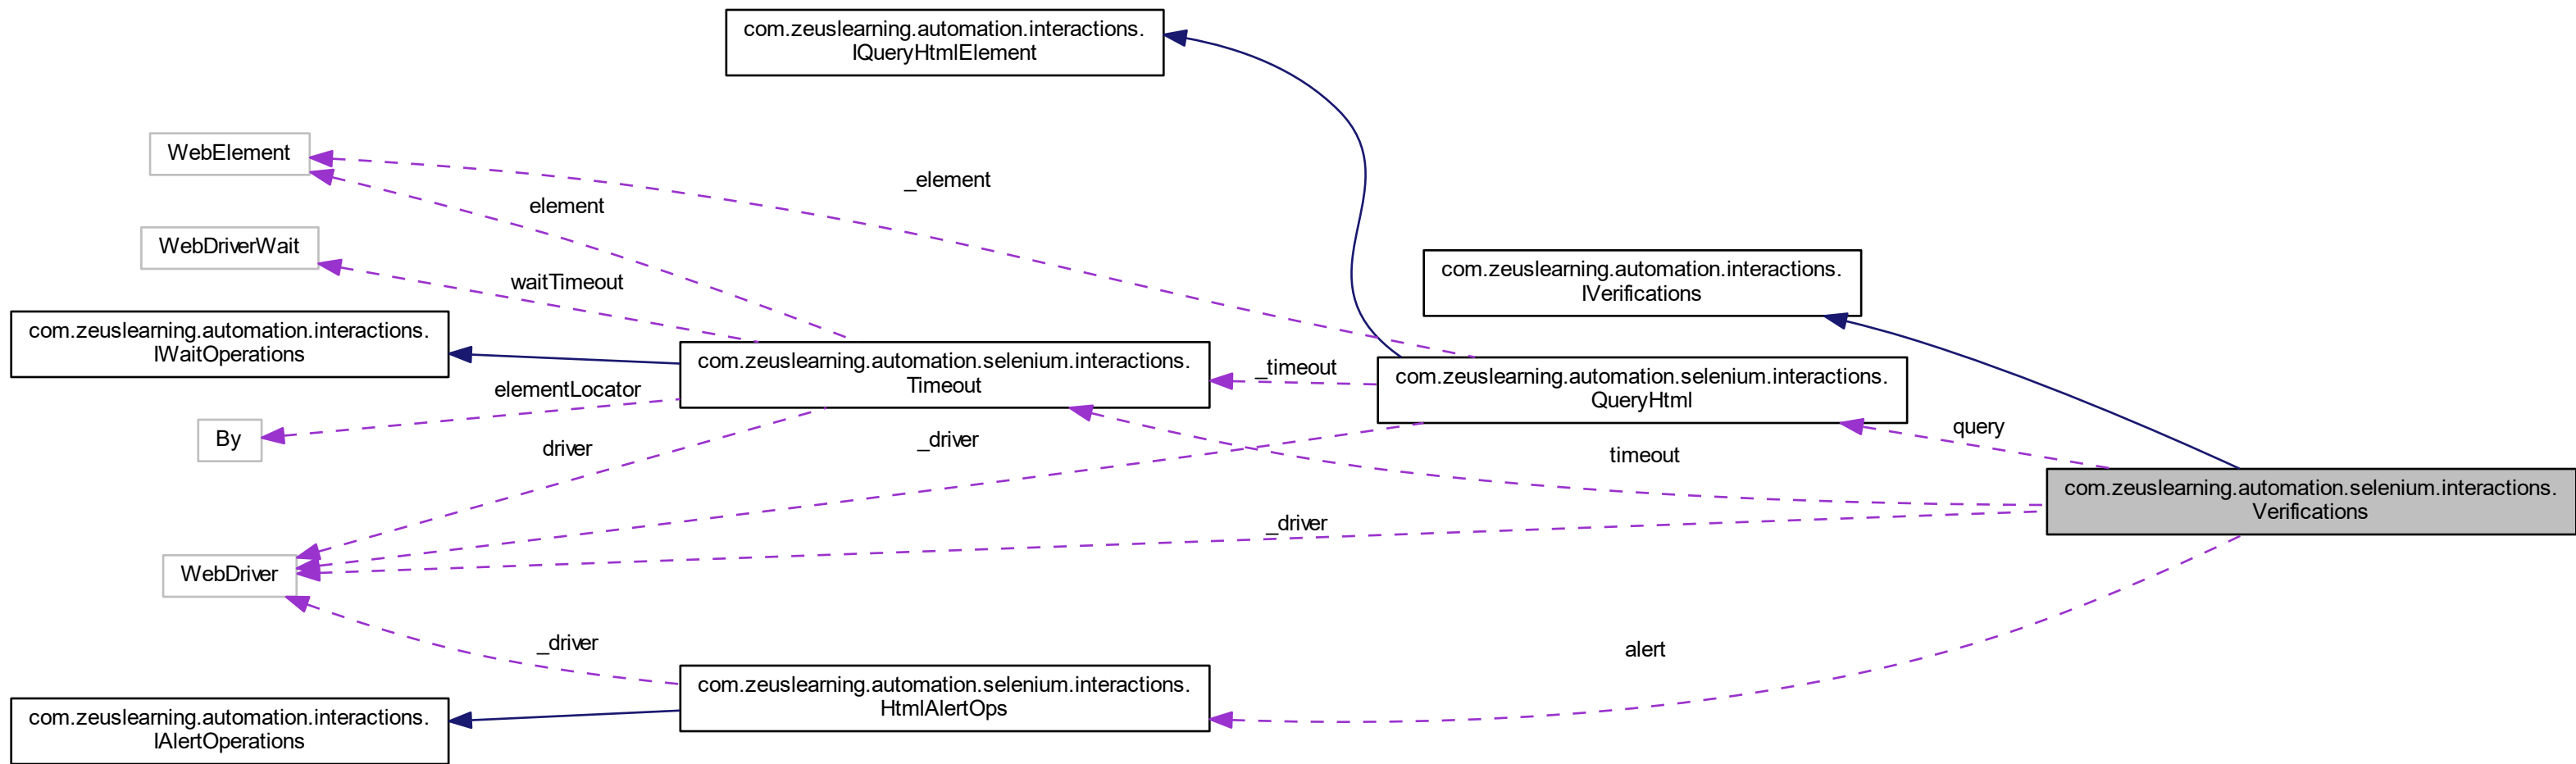 com.zeuslearning.automation.interactions.
IQueryHtmlElement
WebElement
_element
element
WebDriverWait
com.zeuslearning.automation.interactions.
IVerifications
waitTimeout
com.zeuslearning.automation.interactions.
IWaitOperations
com.zeuslearning.automation.selenium.interactions.
Timeout
_timeout
com.zeuslearning.automation.selenium.interactions.
QueryHtml
elementLocator
By
driver
_driver
query
timeout
com.zeuslearning.automation.selenium.interactions.
Verifications
_driver
WebDriver
_driver
alert
com.zeuslearning.automation.selenium.interactions.
HtmlAlertOps
com.zeuslearning.automation.interactions.
IAlertOperations